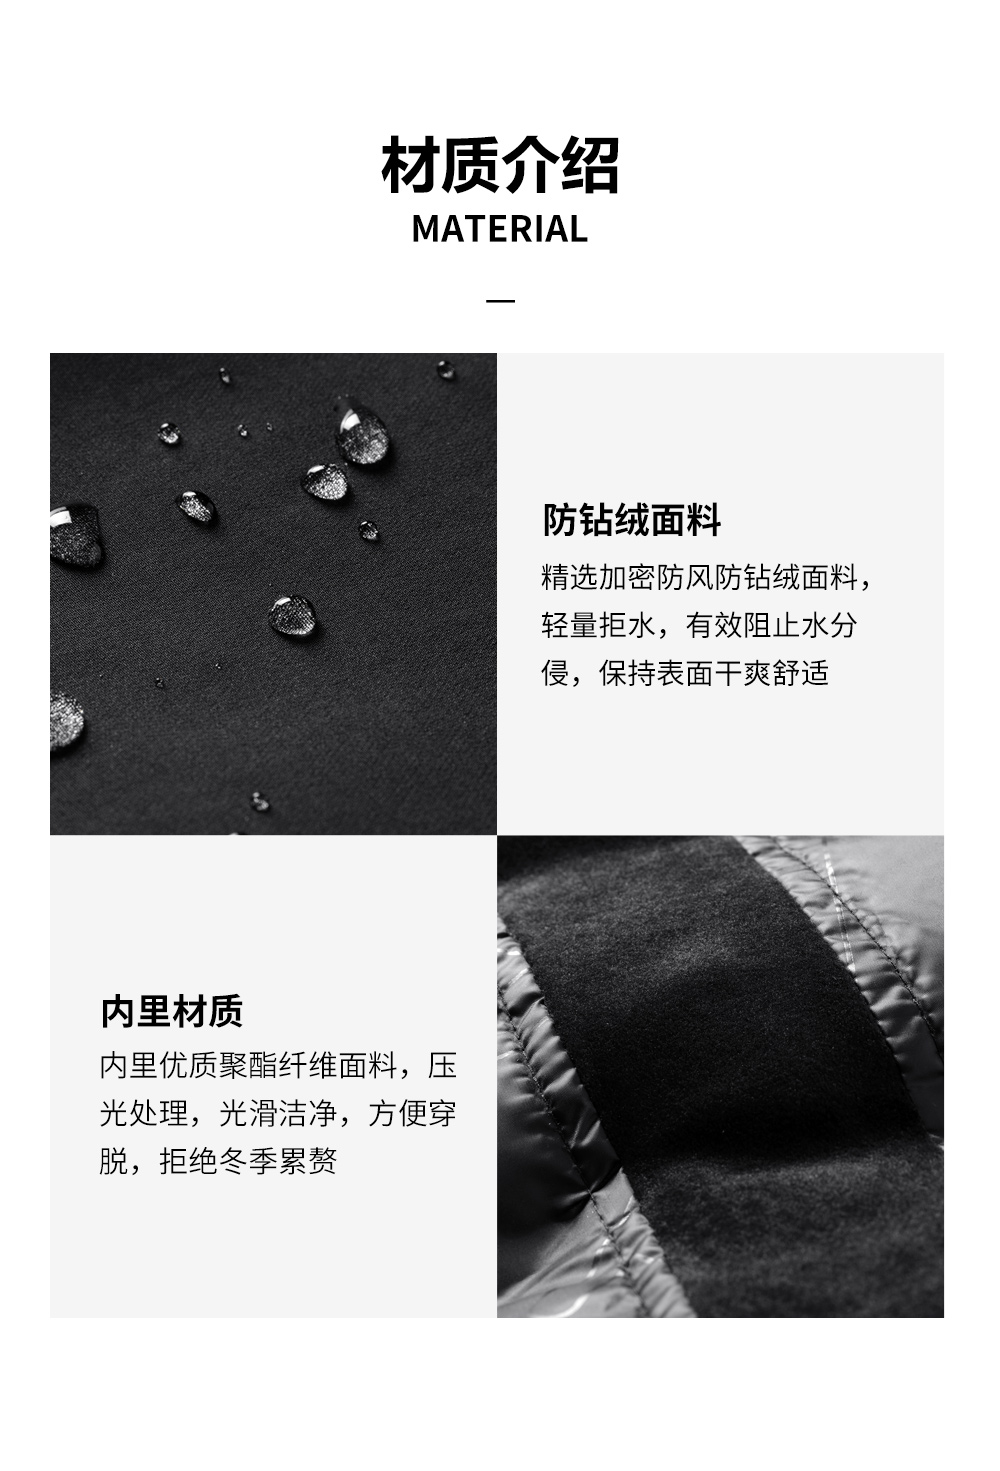 材质介绍
MATERIAL
防钻绒面料
精选加密防风防钻绒面料，
轻量拒水，有效阻止水分
侵，保持表面干爽舒适
内里材质
内里优质聚酯纤维面料，压
光处理，光滑洁净，方便穿
脱，拒绝冬季累赘